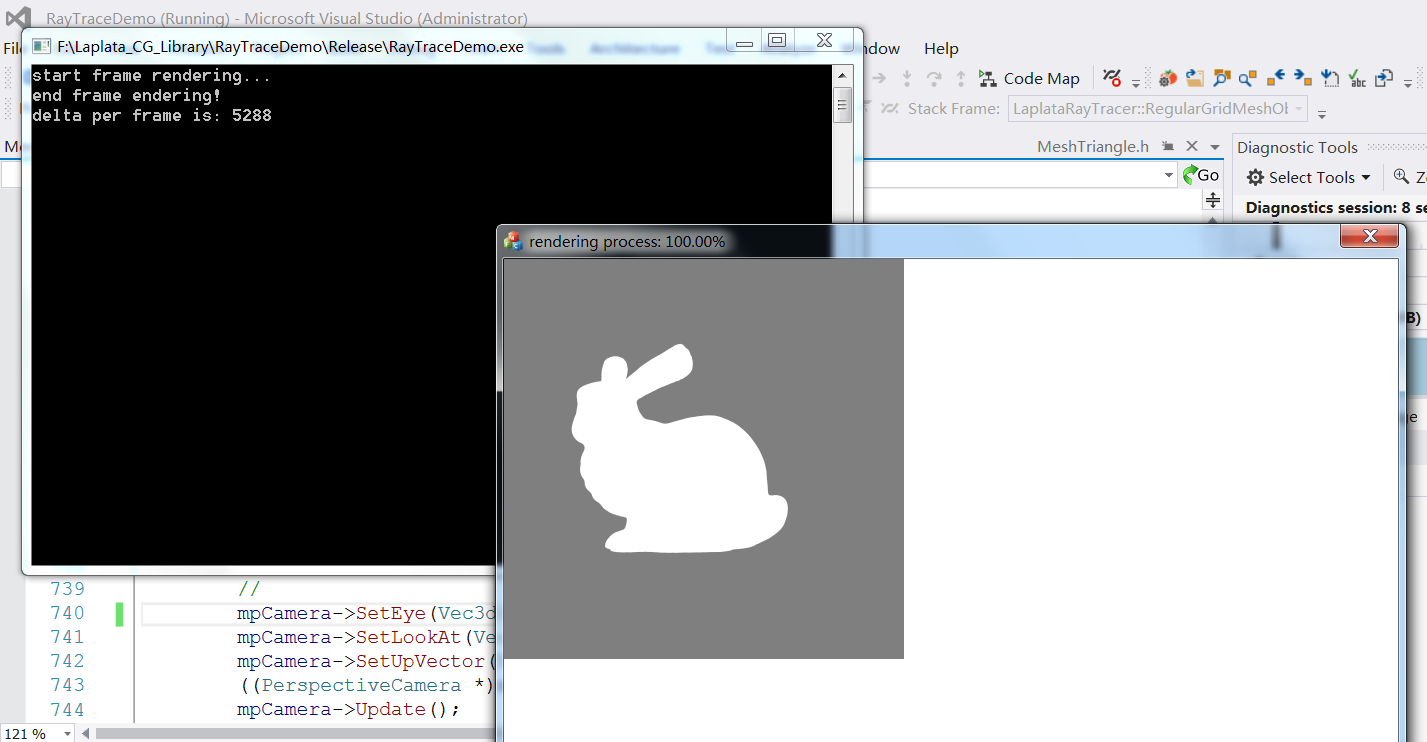 RayTraceDemo (Running) - Microsoft Visual Studio (Administrator)
F:\Laplata_CG_Library\RayTraceDemo\Release\RayTraceDemo.exe
Help
start frame rendering...
end frame endering!
delta per frame is: 5288
Code Map
Stack Frame:
LaplataRayTracer::RegularGridMeshOb
MeshTriangle.h
Diagnostic Tools
Go
Select Tools
Diagnostics session: 8 se
rendering process: 100.00%
739 //
740 mpCamera->SetEye(Vec3d
741 mpCamera->SetLookAt(Ve
742 mpCamera->SetUpVector(
743 ((PerspectiveCamera *)
744 mpCamera->Update();
121 %